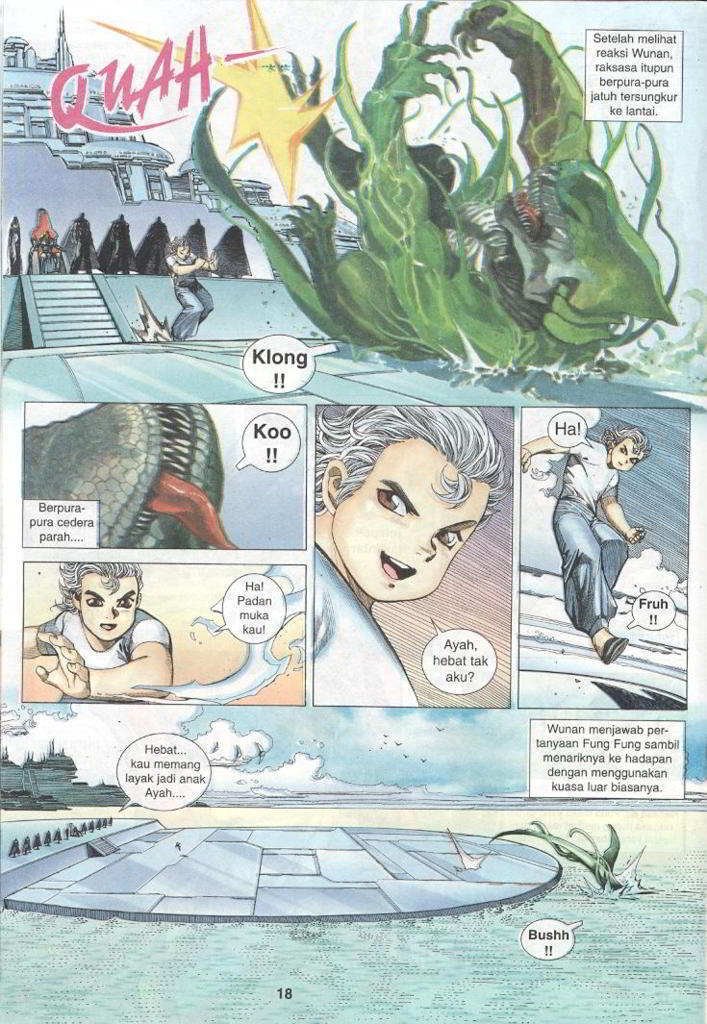 QUAH
Setelah melihat
reaksi Wunan,
raksasa itupun
berpura-pura
jatuh tersungkur
ke lantai.
Klong
!!
Koo
!!
Berpura-
pura cedera
parah....
Ha!
Padan
muka
kau!
Ayah,
hebat tak
aku?
Ha!
Fruh
!!
Wunan menjawab per-
tanyaan Fung Fung sambil
menariknya ke hadapan
dengan menggunakan
kuasa luar biasanya.
Hebat...
kau memang
layak jadi anak
Ayah....
Bushh
!!
18